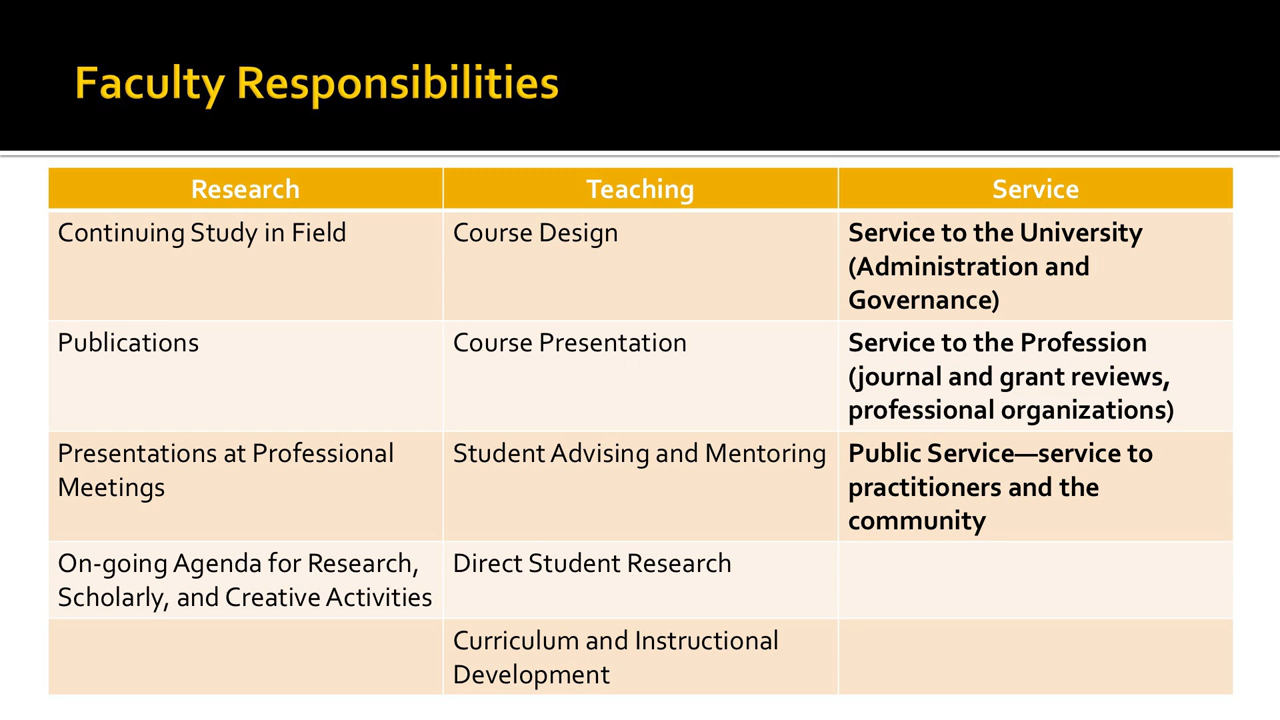 Faculty Responsibilities
Research
Teaching
Service
Continuing Study in Field
Course Design
Service to the University
(Administration and
Governance)
Publications
Course Presentation
Service to the Profession
(journal and grant reviews,
professional organizations)
Presentations at Professional
Meetings
Student Advising and Mentoring
Public Service—service to
practitioners and the
community
On-going Agenda for Research,
Scholarly, and Creative Activities
Direct Student Research
Curriculum and Instructional
Development